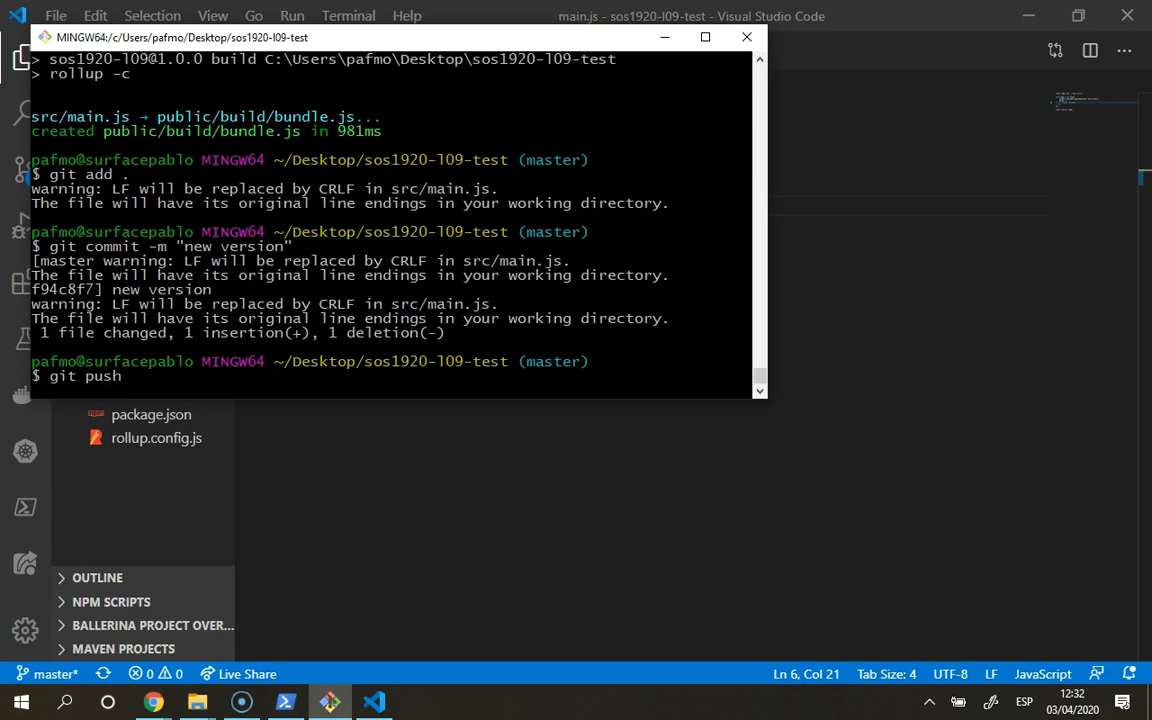 File Edit Selection View Go Run Terminal Help main.js - sos1920-l09-test - Visual Studio Code
MINGW64:/c/Users/pafmo/Desktop/sos1920-l09-test
> sos1920-l09@1.0.0 build C:\Users\pafmo\Desktop\sos1920-l09-test
> rollup -c
src/main.js → public/build/bundle.js...
created public/build/bundle.js in 981ms
pafmo@surfacepablo MINGW64 ~/Desktop/sos1920-l09-test (master)
$ git add .
warning: LF will be replaced by CRLF in src/main.js.
The file will have its original line endings in your working directory.
pafmo@surfacepablo MINGW64 ~/Desktop/sos1920-l09-test (master)
$ git commit -m "new version"
[master warning: LF will be replaced by CRLF in src/main.js.
The file will have its original line endings in your working directory.
f94c8f7] new version
warning: LF will be replaced by CRLF in src/main.js.
The file will have its original line endings in your working directory.
1 file changed, 1 insertion(+), 1 deletion(-)
pafmo@surfacepablo MINGW64 ~/Desktop/sos1920-l09-test (master)
$ git push
package.json
rollup.config.js
OUTLINE
NPM SCRIPTS
BALLERINA PROJECT OVER...
MAVEN PROJECTS
master* 0 0 Live Share Ln 6, Col 21 Tab Size: 4 UTF-8 LF JavaScript
ESP
12:32
03/04/2020